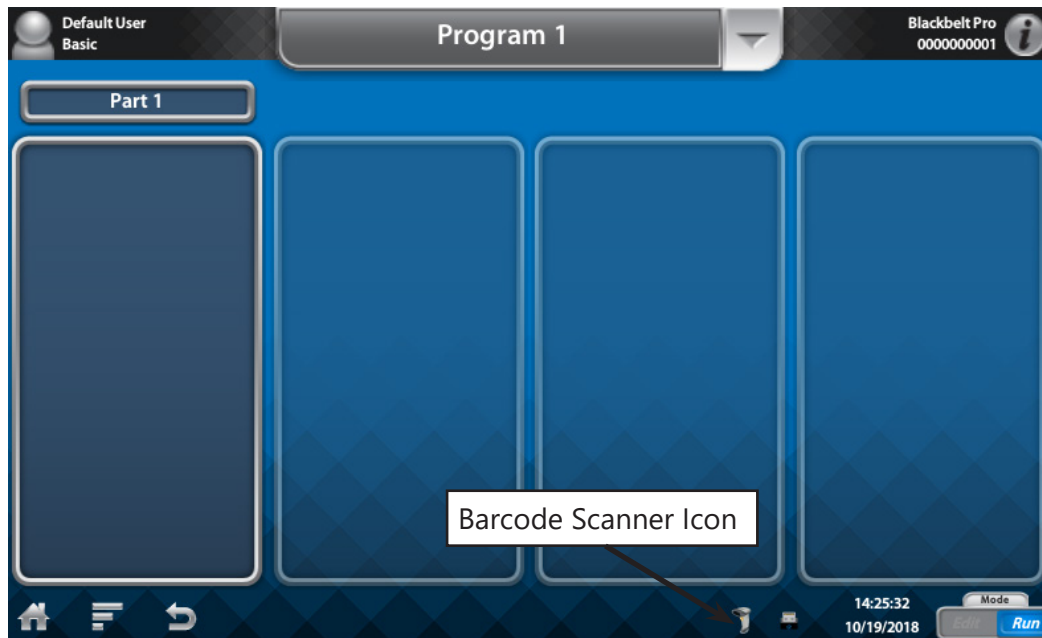 Default User
Basic
Program 1
Blackbelt Pro
0000000001
i
Part 1
Barcode Scanner Icon
14:25:32
10/19/2018
Mode
Edit
Run